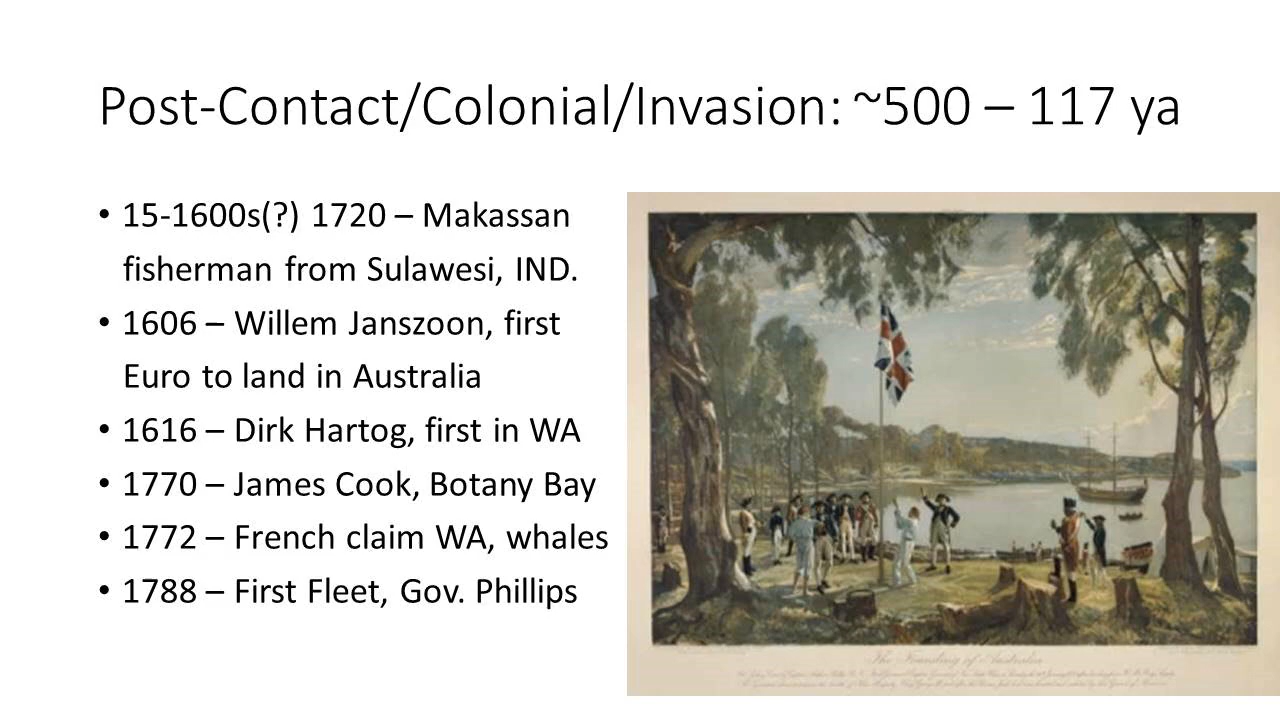 Post-Contact/Colonial/Invasion: ~500 – 117 ya
• 15-1600s(?) 1720 – Makassan
fisherman from Sulawesi, IND.
• 1606 – Willem Janszoon, first
Euro to land in Australia
• 1616 – Dirk Hartog, first in WA
• 1770 – James Cook, Botany Bay
• 1772 – French claim WA, whales
• 1788 – First Fleet, Gov. Phillips
The Founding of Australia